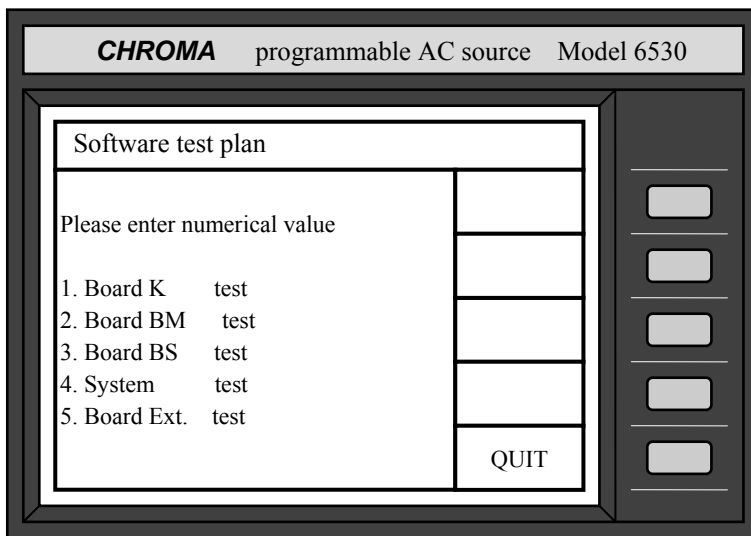 CHROMA programmable AC source Model 6530
Software test plan
Please enter numerical value
1. Board K test
2. Board BM test
3. Board BS test
4. System test
5. Board Ext. test
QUIT